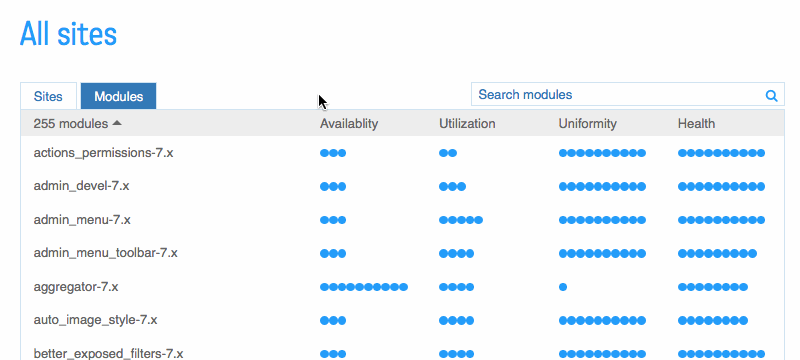 All sites
Sites Modules Search modules
255 modules Availablity Utilization Uniformity Health
actions_permissions-7.x
admin_devel-7.x
admin_menu-7.x
admin_menu_toolbar-7.x
aggregator-7.x
auto_image_style-7.x
better_exposed_filters-7.x